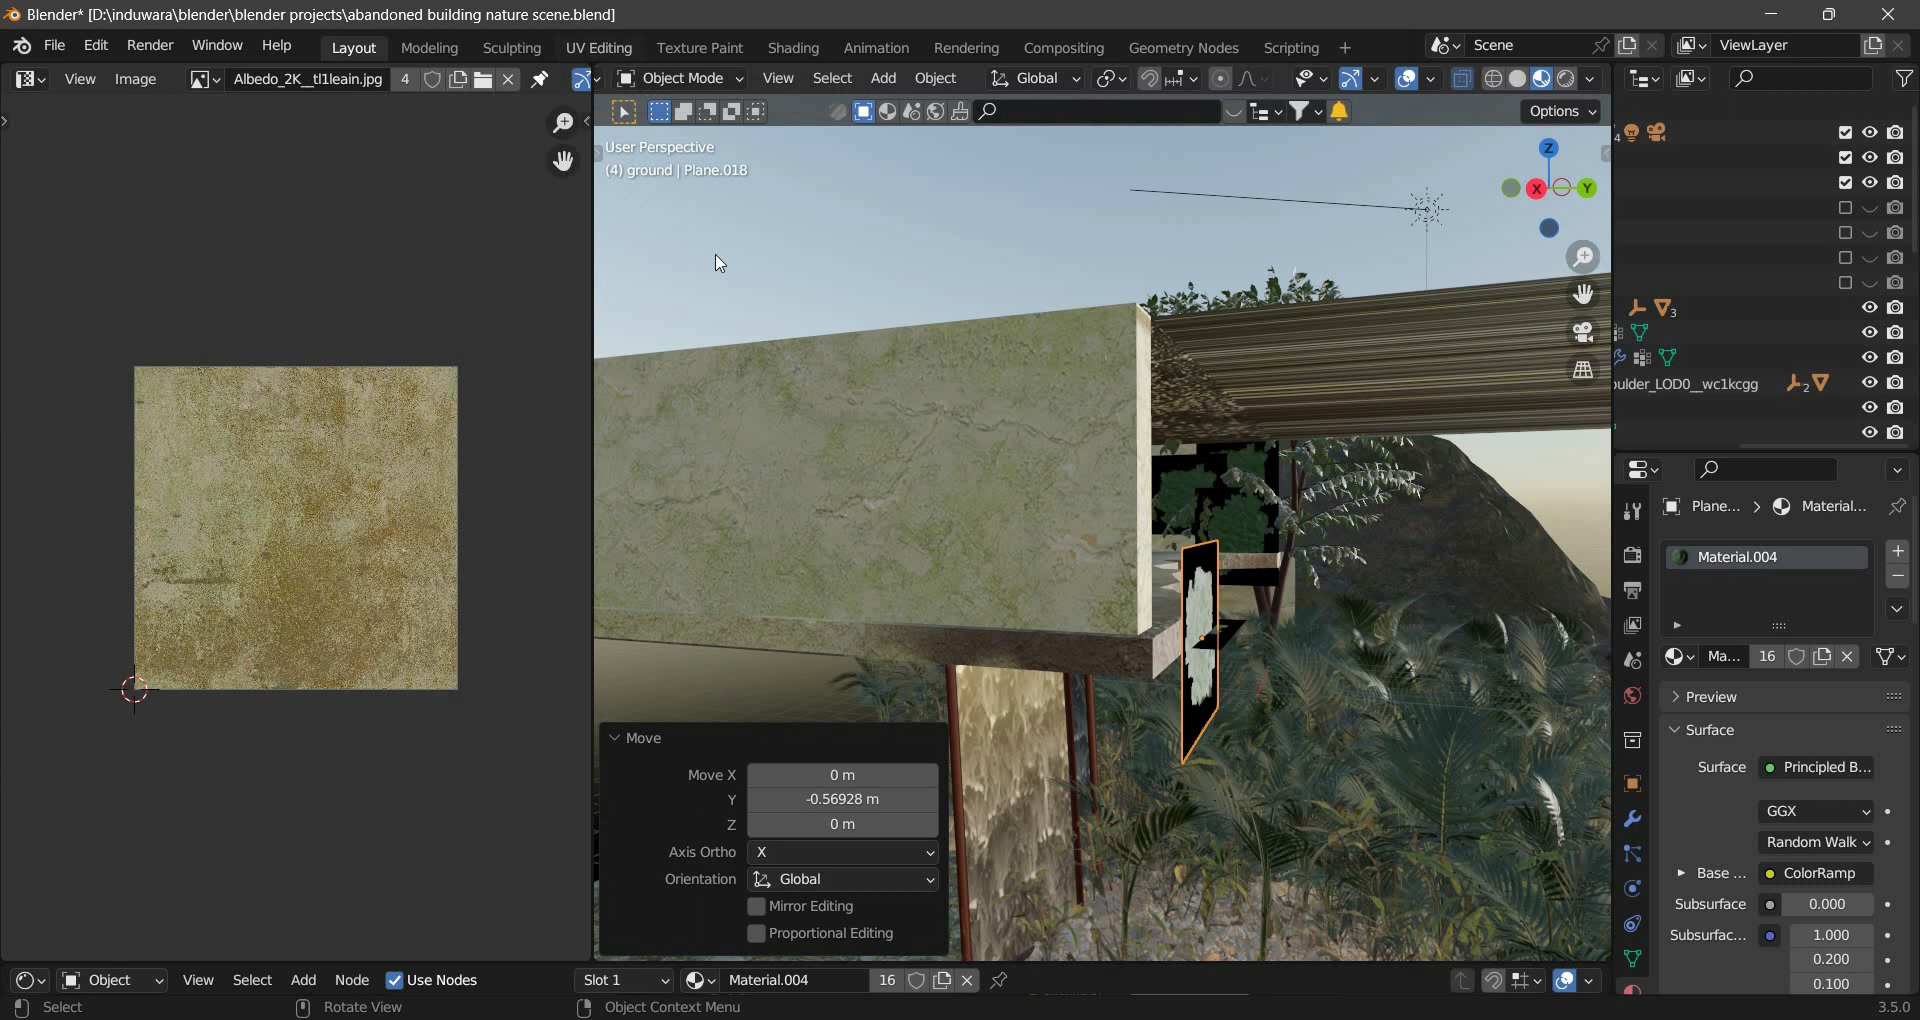 Blender* [D:\induwara\blender\blender projects\abandoned building nature scene.blend]
File Edit Render Window Help Layout Modeling Sculpting UV Editing Texture Paint Shading Animation Rendering Compositing Geometry Nodes Scripting + Scene ViewLayer
View Image Albedo_2K__tl1leain.jpg 4 Object Mode View Select Add Object Global
Options
User Perspective
(4) ground | Plane.018
Z
X Y
4
3
oulder_LOD0__wc1kcgg 2
Plane... > Material...
Material.004
Ma... 16
Preview
Surface
Surface Principled B...
GGX
Random Walk
Base ... ColorRamp
Subsurface 0.000
Subsurfac... 1.000
0.200
0.100
Move
Move X 0 m
Y -0.56928 m
Z 0 m
Axis Ortho X
Orientation Global
Mirror Editing
Proportional Editing
Object View Select Add Node Use Nodes Slot 1 Material.004 16
Select Rotate View Object Context Menu 3.5.0